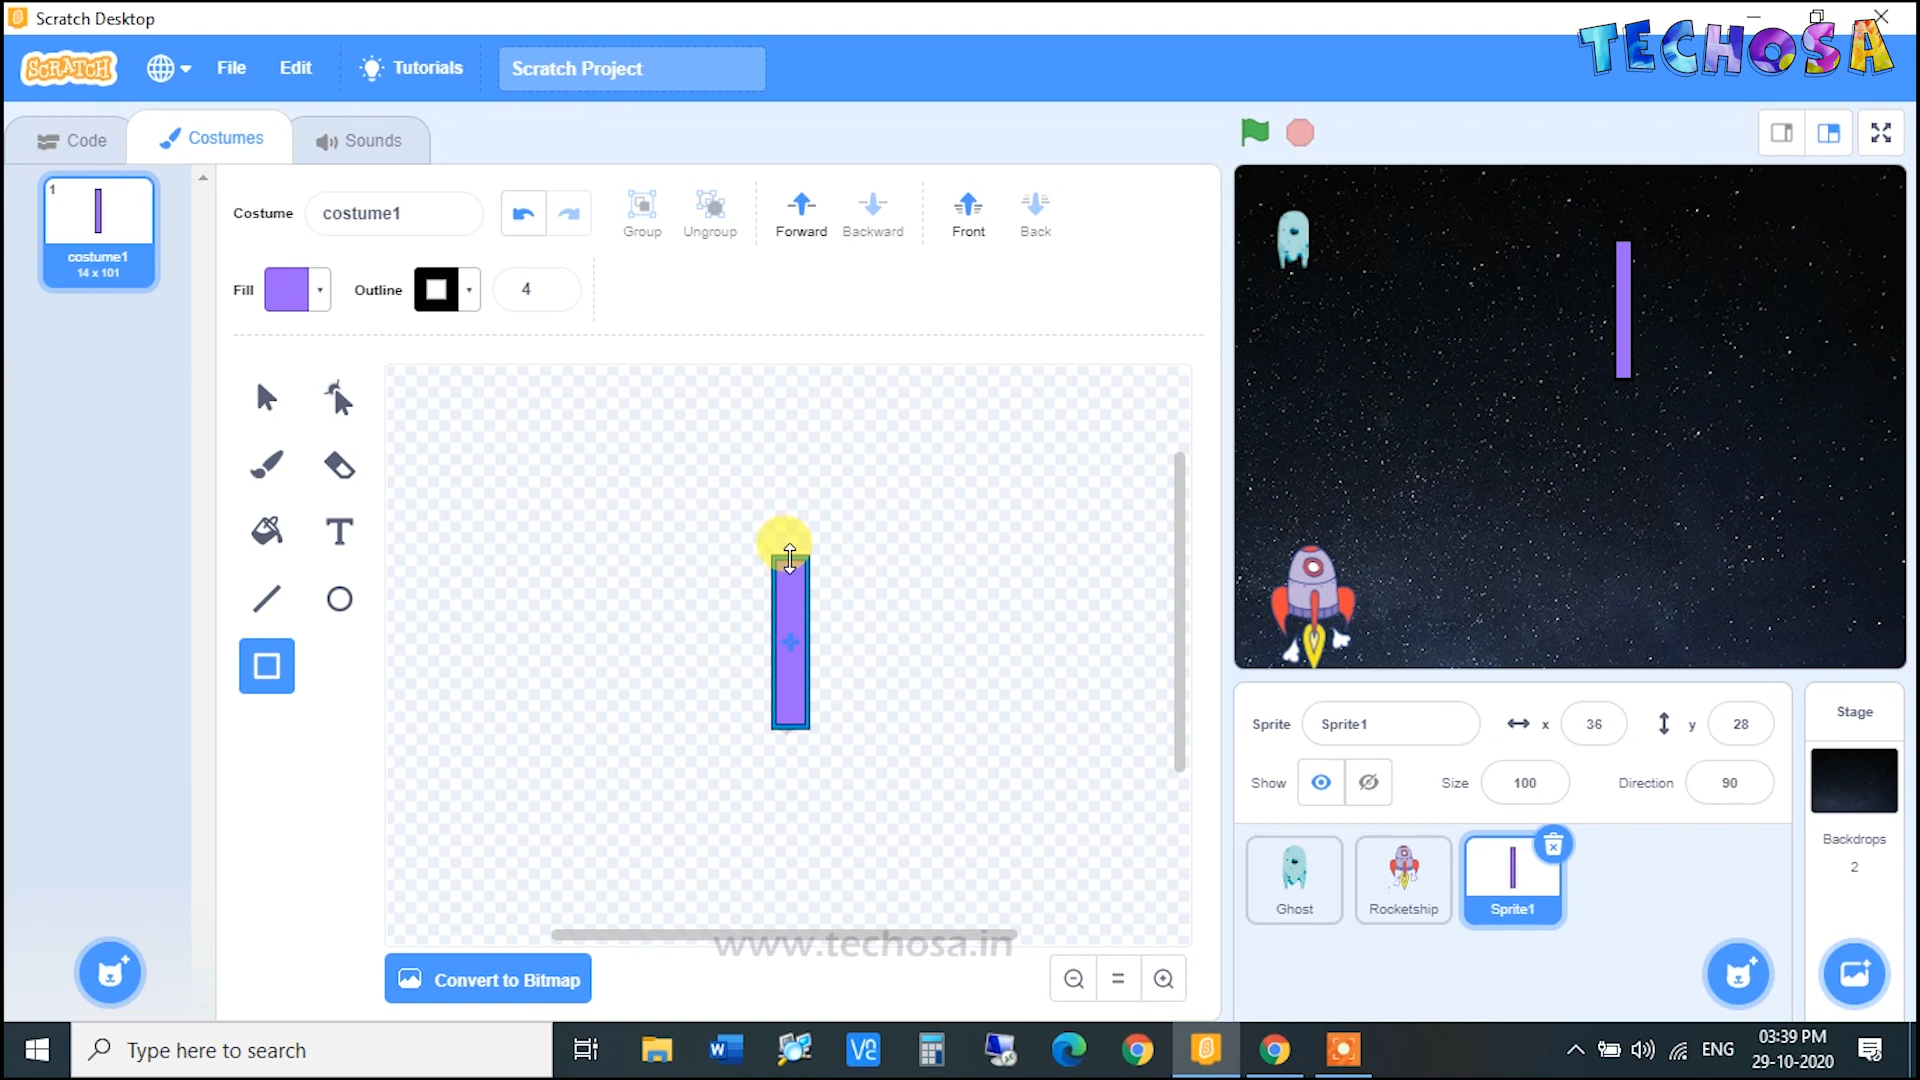 Scratch Desktop
TECHOSA
SCRATCH
File
Edit
Tutorials
Scratch Project
Code
Costumes
Sounds
1
costume1
14 x 101
Costume
costume1
Group
Ungroup
Forward
Backward
Front
Back
Fill
Outline
4
T
www.techosa.in
Convert to Bitmap
Sprite
Sprite1
x
36
y
28
Show
Size
100
Direction
90
Ghost
Rocketship
Sprite1
Stage
Backdrops
2
Type here to search
ENG
03:39 PM
29-10-2020